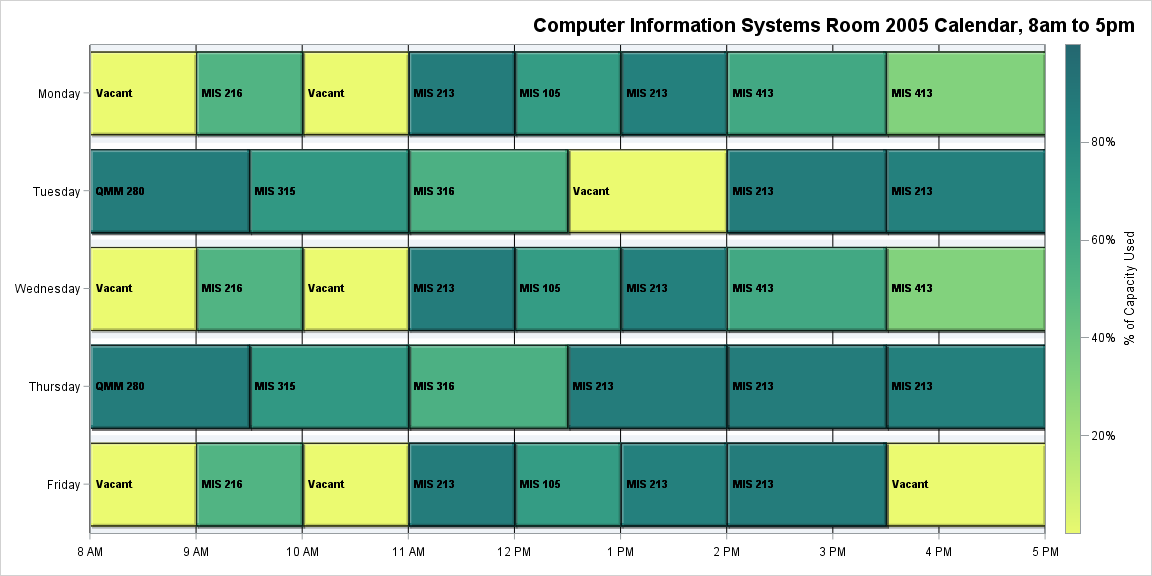 Computer Information Systems Room 2005 Calendar, 8am to 5pm
Monday
Vacant
MIS 216
Vacant
MIS 213
MIS 105
MIS 213
MIS 413
MIS 413
Tuesday
QMM 280
MIS 315
MIS 316
Vacant
MIS 213
MIS 213
Wednesday
Vacant
MIS 216
Vacant
MIS 213
MIS 105
MIS 213
MIS 413
MIS 413
Thursday
QMM 280
MIS 315
MIS 316
MIS 213
MIS 213
MIS 213
Friday
Vacant
MIS 216
Vacant
MIS 213
MIS 105
MIS 213
MIS 213
Vacant
8 AM
9 AM
10 AM
11 AM
12 PM
1 PM
2 PM
3 PM
4 PM
5 PM
80%
60%
40%
20%
% of Capacity Used